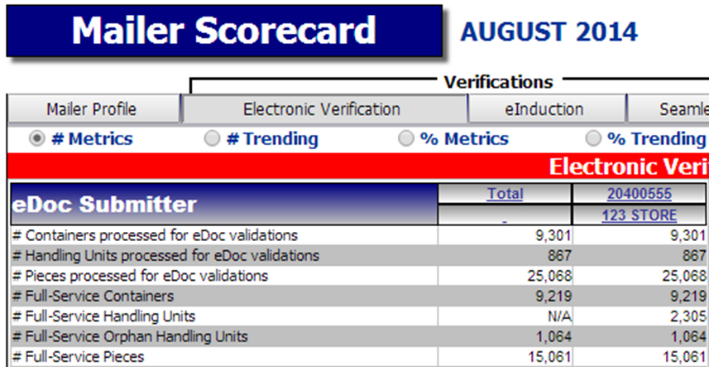 Mailer Scorecard AUGUST 2014
Verifications
Mailer Profile Electronic Verification eInduction Seamle
# Metrics # Trending % Metrics % Trending
Electronic Veri
eDoc Submitter Total 20400555
- 123 STORE
# Containers processed for eDoc validations 9,301 9,301
# Handling Units processed for eDoc validations 867 867
# Pieces processed for eDoc validations 25,068 25,068
# Full-Service Containers 9,219 9,219
# Full-Service Handling Units N/A 2,305
# Full-Service Orphan Handling Units 1,064 1,064
# Full-Service Pieces 15,061 15,061